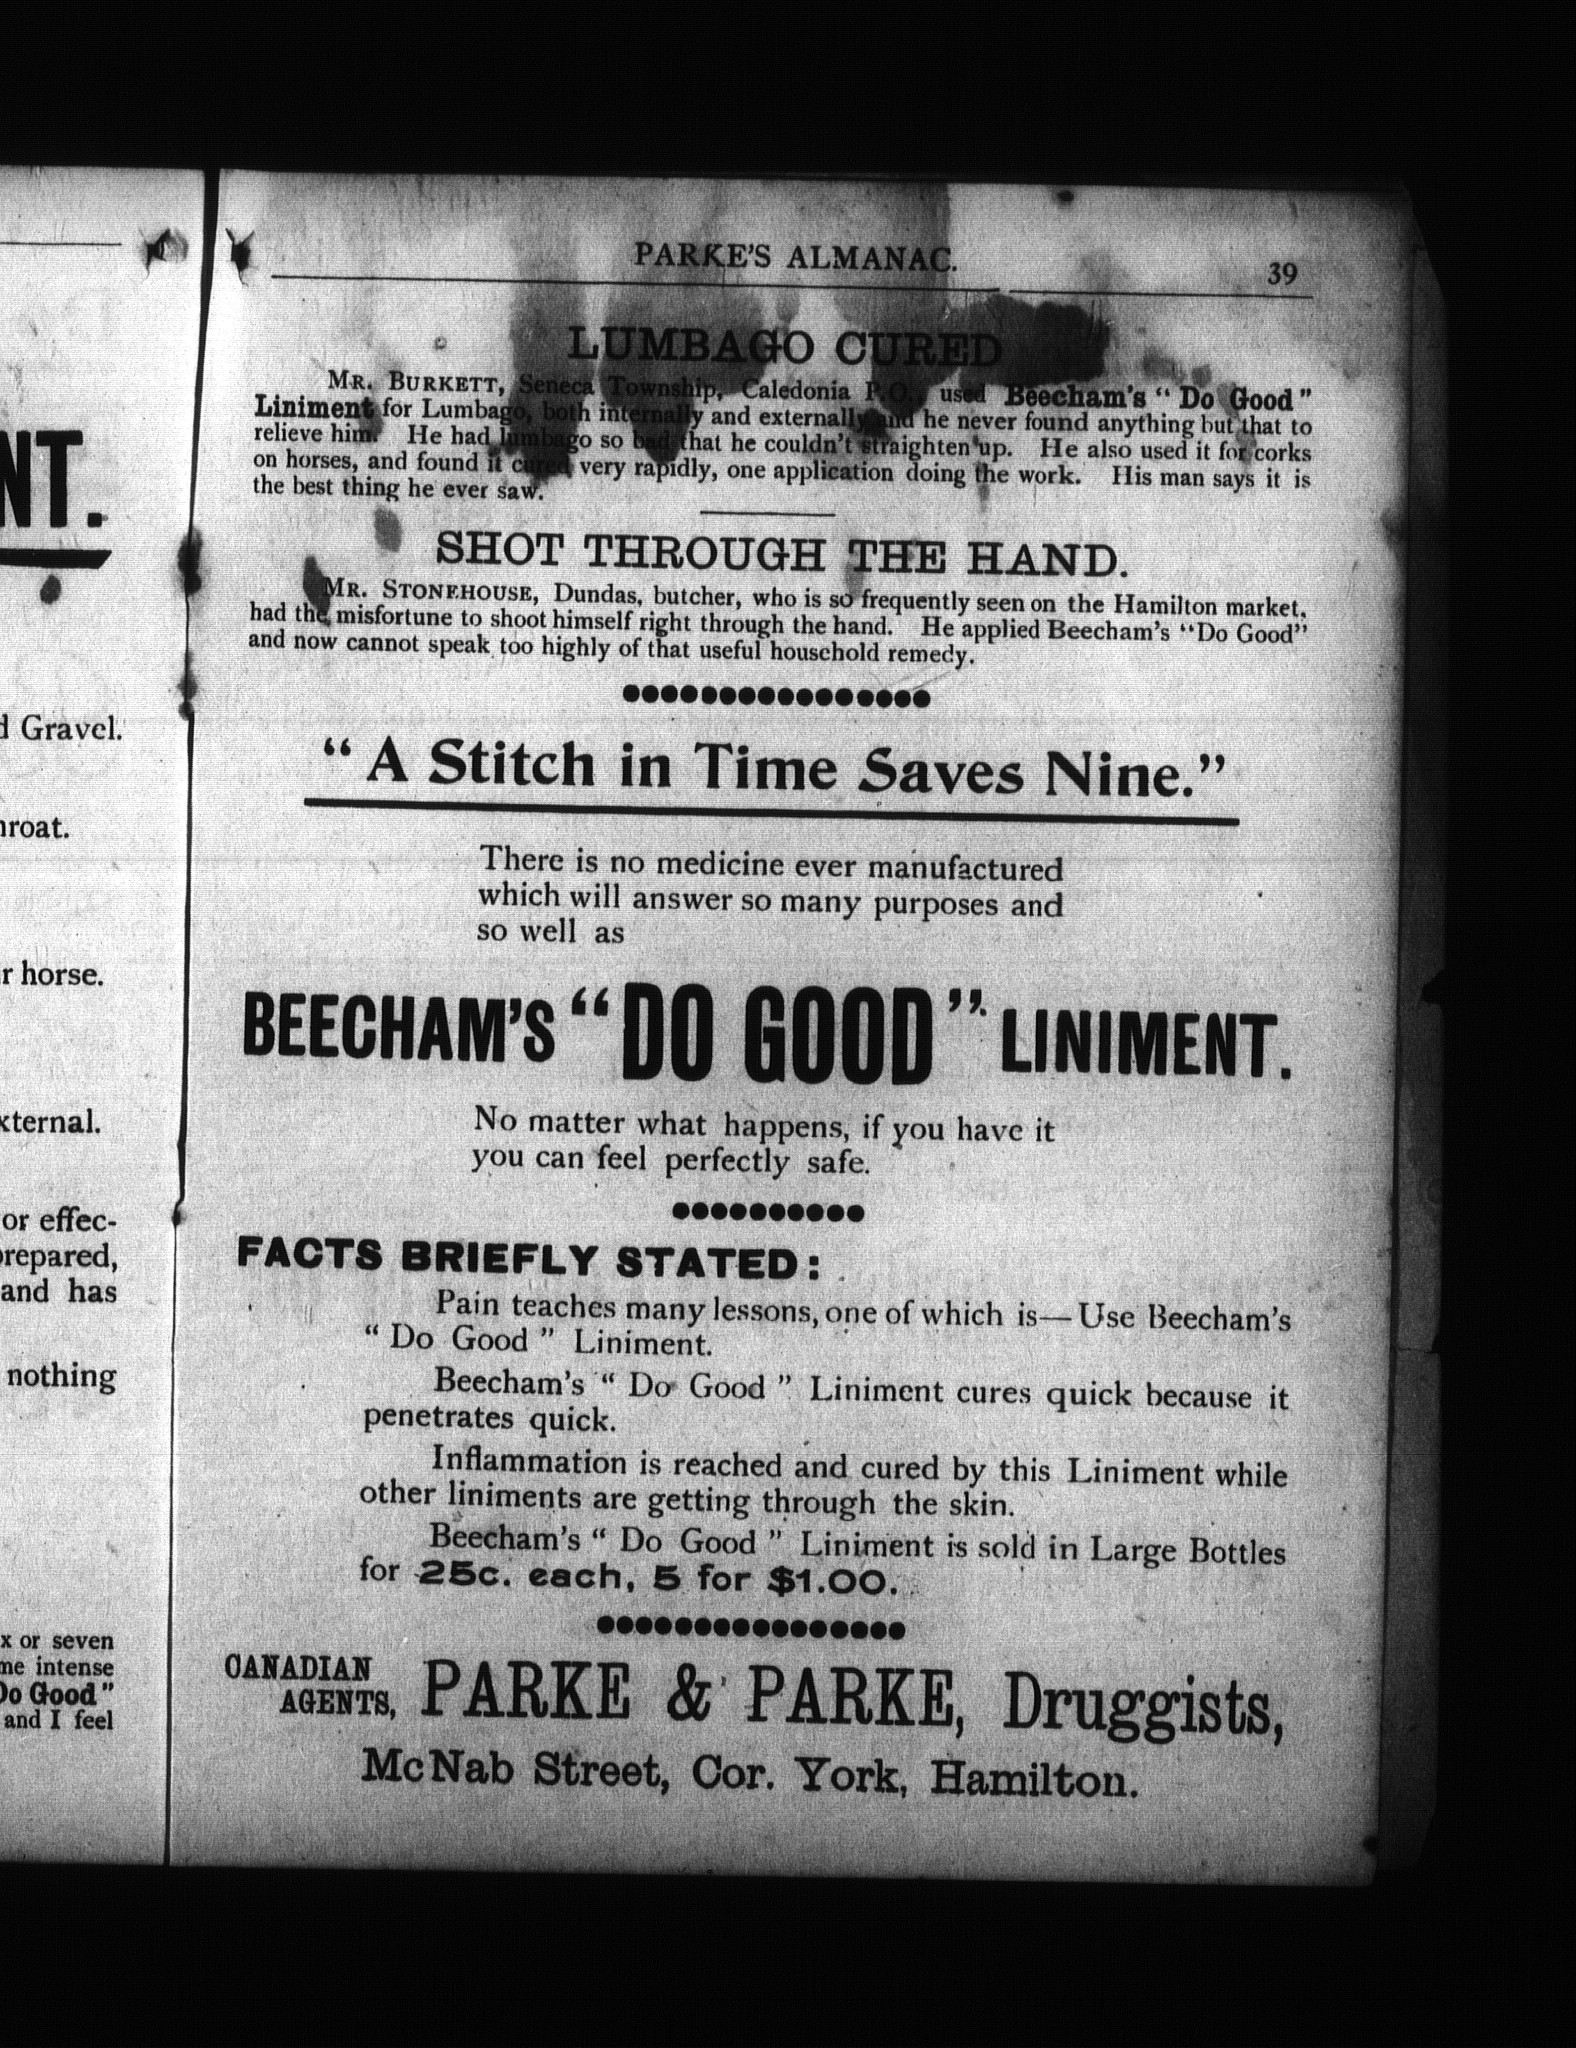 NT.
d Gravel.
hroat.
r horse.
xternal.
or effec-
prepared,
and has
nothing
x or seven
me intense
Do Good"
and I feel
PARKE'S ALMANAC. 39
LUMBAGO CURED
MR. BURKETT, Seneca Township, Caledonia P.O., used Beecham's "Do Good"
Liniment for Lumbago, both internally and externally and he never found anything but that to
relieve him. He had lumbago so bad that he couldn't straighten up. He also used it for corks
on horses, and found it cured very rapidly, one application doing the work. His man says it is
the best thing he ever saw.
SHOT THROUGH THE HAND.
MR. STONEHOUSE, Dundas, butcher, who is so frequently seen on the Hamilton market,
had the misfortune to shoot himself right through the hand. He applied Beecham's "Do Good"
and now cannot speak too highly of that useful household remedy.
"A Stitch in Time Saves Nine."
There is no medicine ever manufactured
which will answer so many purposes and
so well as
BEECHAM'S "DO GOOD" LINIMENT.
No matter what happens, if you have it
you can feel perfectly safe.
FACTS BRIEFLY STATED:
Pain teaches many lessons, one of which is—Use Beecham's
"Do Good" Liniment.
Beecham's "Do Good" Liniment cures quick because it
penetrates quick.
Inflammation is reached and cured by this Liniment while
other liniments are getting through the skin.
Beecham's "Do Good" Liniment is sold in Large Bottles
for 25c. each, 5 for $1.00.
CANADIAN
AGENTS, PARKE & PARKE, Druggists,
McNab Street, Cor. York, Hamilton.